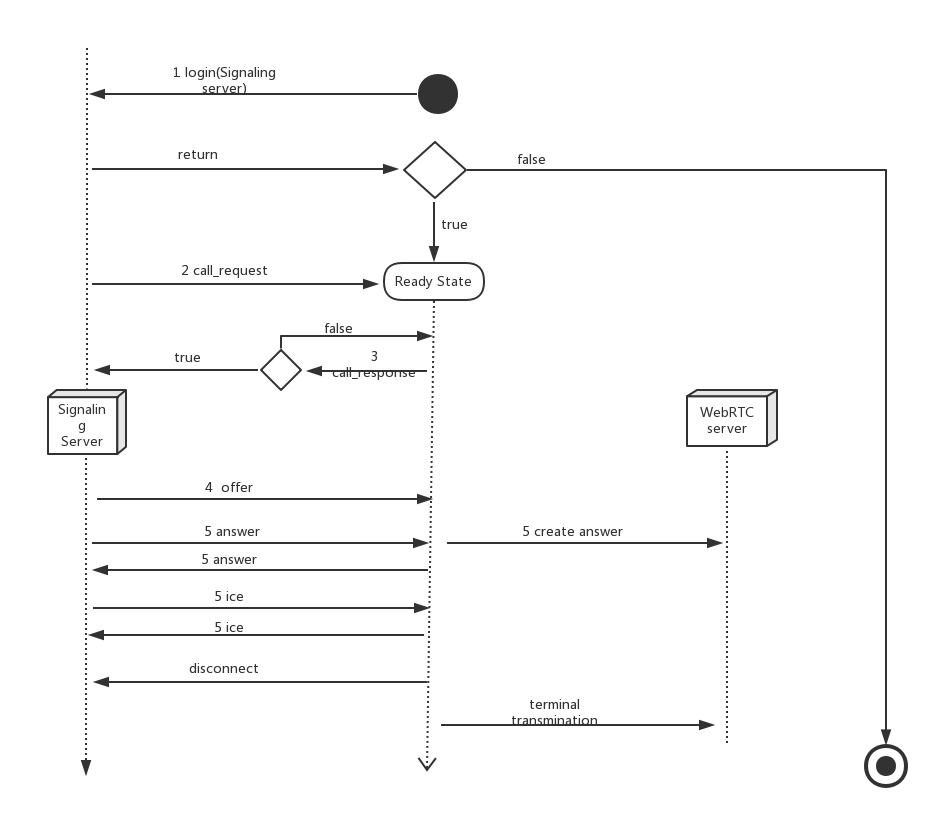 1 login(Signaling
server)
return
false
true
2 call_request
Ready State
false
true
3
call_response
Signalin
g
Server
WebRTC
server
4  offer
5 answer
5 create answer
5 answer
5 ice
5 ice
disconnect
terminal
transmination